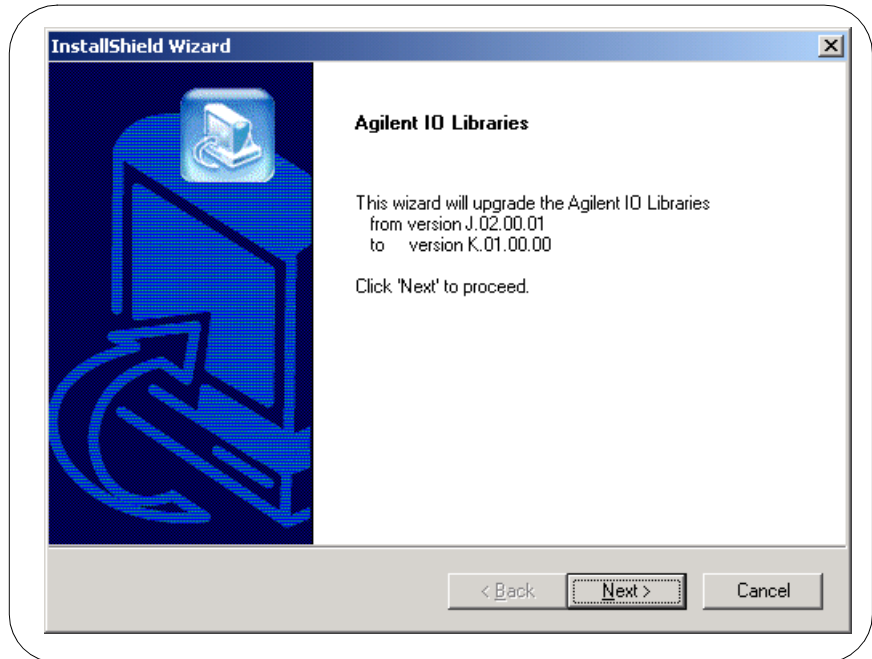 InstallShield Wizard
Agilent IO Libraries
This wizard will upgrade the Agilent IO Libraries
from version J.02.00.01
to version K.01.00.00
Click 'Next' to proceed.
< Back
Next >
Cancel